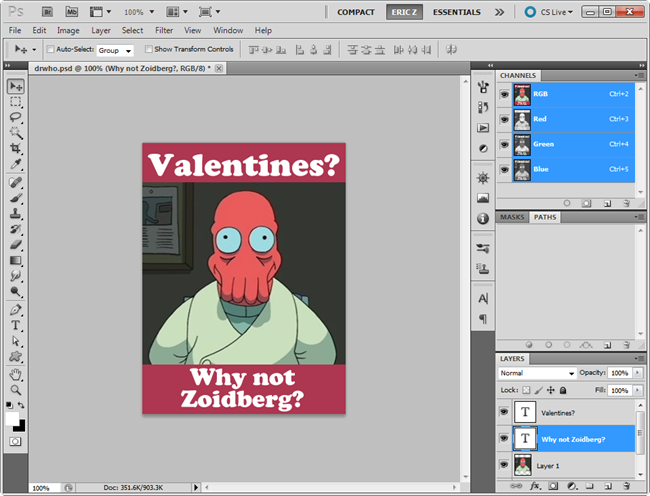 Ps Br Mb 100%
COMPACT ERIC Z ESSENTIALS >> CS Live
File Edit Image Layer Select Filter View Window Help
Auto-Select: Group Show Transform Controls
drwho.psd @ 100% (Why not Zoidberg?, RGB/8) *
CHANNELS
RGB Ctrl+2
Red Ctrl+3
Green Ctrl+4
Blue Ctrl+5
Valentines?
Why not
Zoidberg?
MASKS PATHS
LAYERS
Normal Opacity: 100%
Lock: Fill: 100%
T Valentines?
T Why not Zoidberg?
Layer 1
100% Doc: 351.6K/903.3K